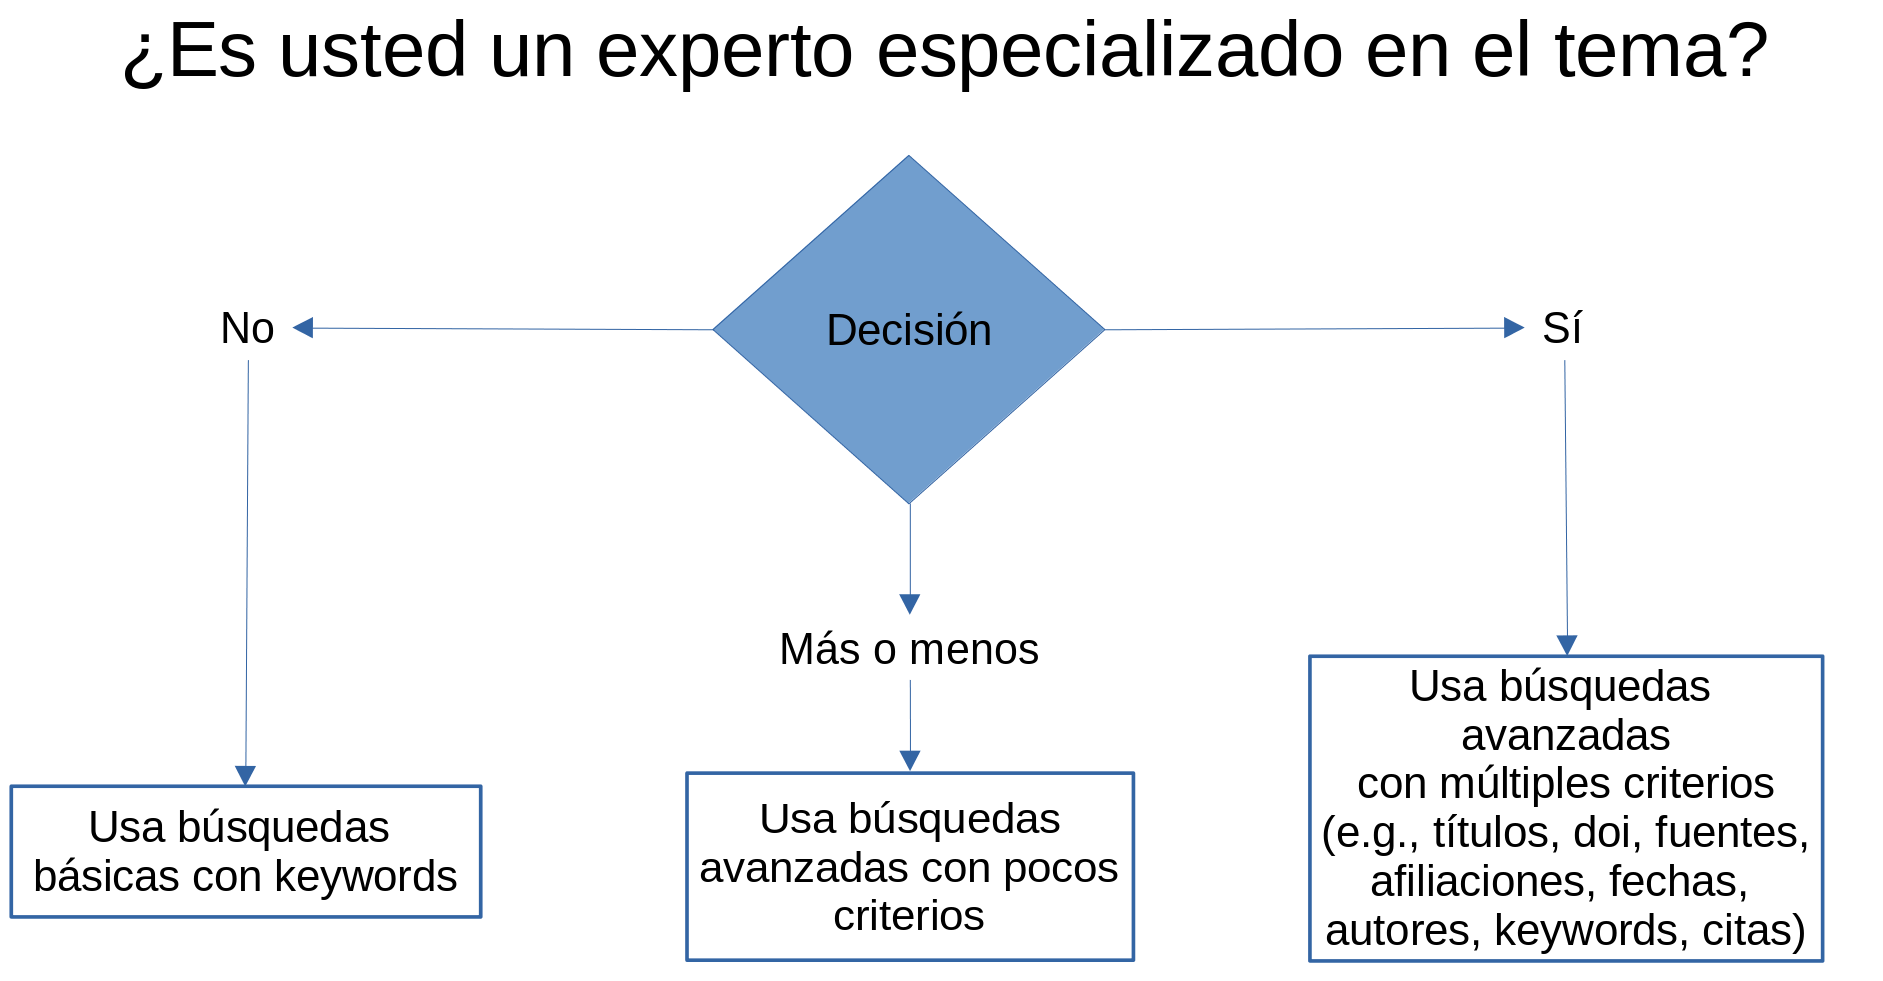 ¿Es usted un experto especializado en el tema?
Decisión
No
Sí
Más o menos
Usa búsquedas
básicas con keywords
Usa búsquedas
avanzadas con pocos
criterios
Usa búsquedas
avanzadas
con múltiples criterios
(e.g., títulos, doi, fuentes,
afiliaciones, fechas,
autores, keywords, citas)